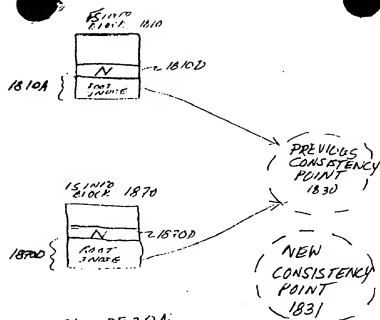 FSINFO
BLOCK 1810
N
1810D
1810A
ROOT
INODE
PREVIOUS
CONSISTENCY
POINT
1830
FSINFO
BLOCK 1870
N
1870D
1870D
ROOT
INODE
NEW
CONSISTENCY
POINT
1831